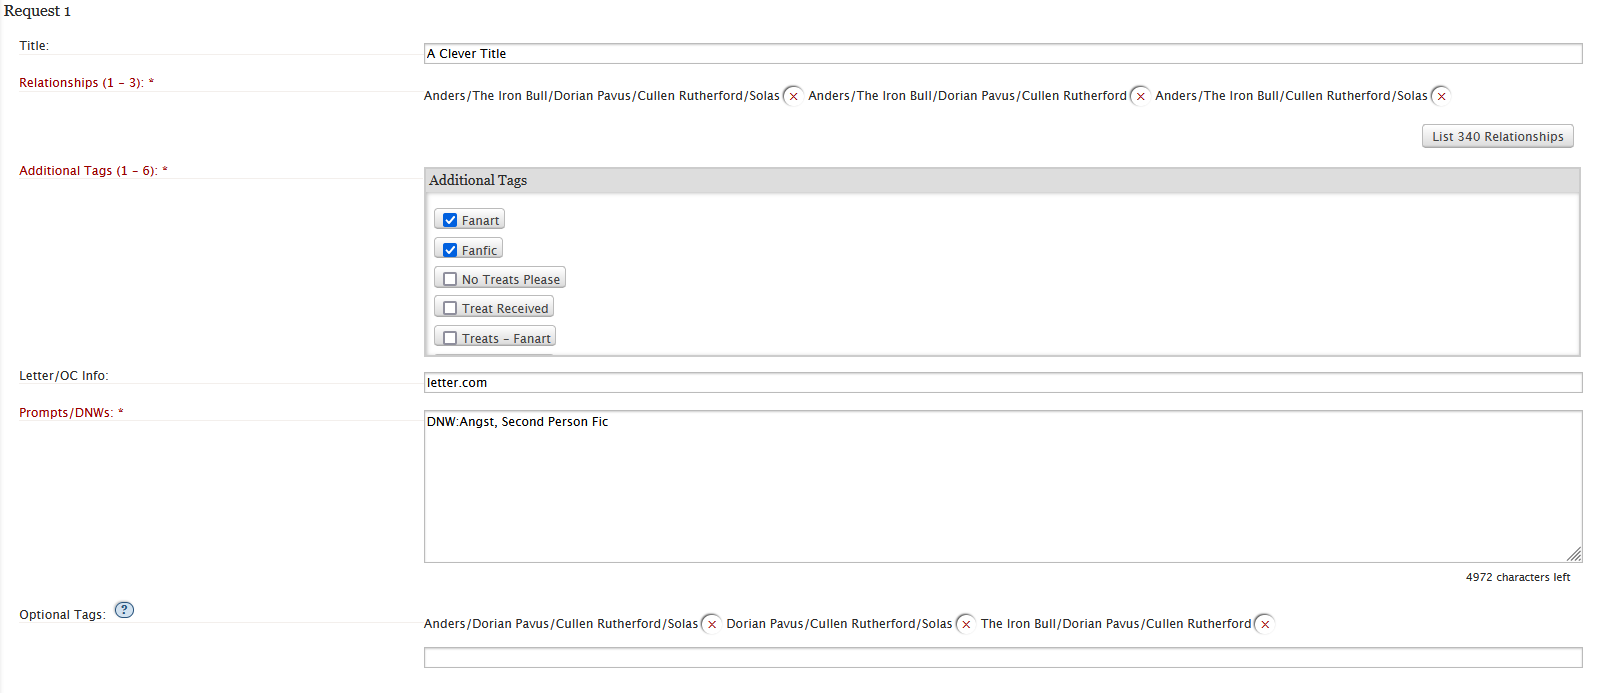 Request 1
Title:
A Clever Title
Relationships (1 – 3): *
Anders/The Iron Bull/Dorian Pavus/Cullen Rutherford/Solas × Anders/The Iron Bull/Dorian Pavus/Cullen Rutherford × Anders/The Iron Bull/Cullen Rutherford/Solas ×
List 340 Relationships
Additional Tags (1 – 6): *
Additional Tags
Fanart
Fanfic
No Treats Please
Treat Received
Treats – Fanart
Letter/OC Info:
letter.com
Prompts/DNWs: *
DNW:Angst, Second Person Fic
4972 characters left
Optional Tags: ?
Anders/Dorian Pavus/Cullen Rutherford/Solas × Dorian Pavus/Cullen Rutherford/Solas × The Iron Bull/Dorian Pavus/Cullen Rutherford ×